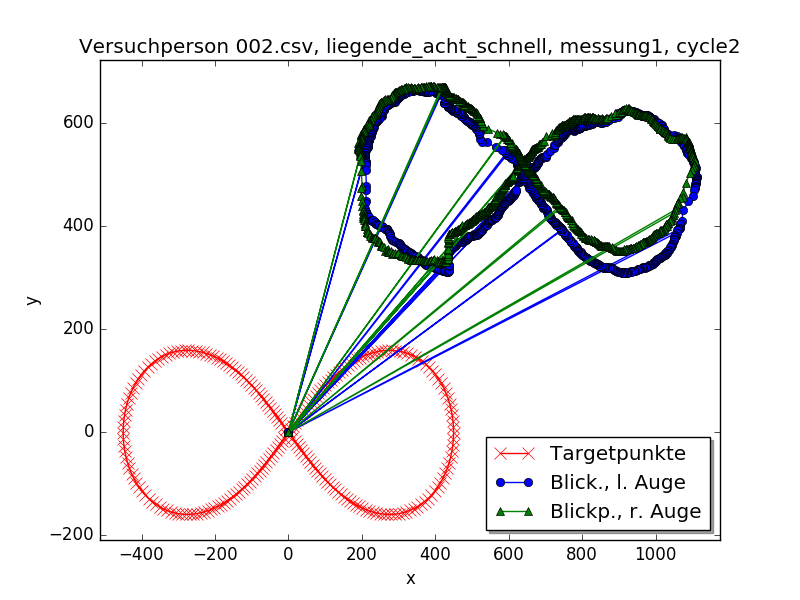 Versuchperson 002.csv, liegende_acht_schnell, messung1, cycle2
y
600
400
200
0
−200
−400
−200
0
200
400
600
800
1000
x
Targetpunkte
Blick., l. Auge
Blickp., r. Auge